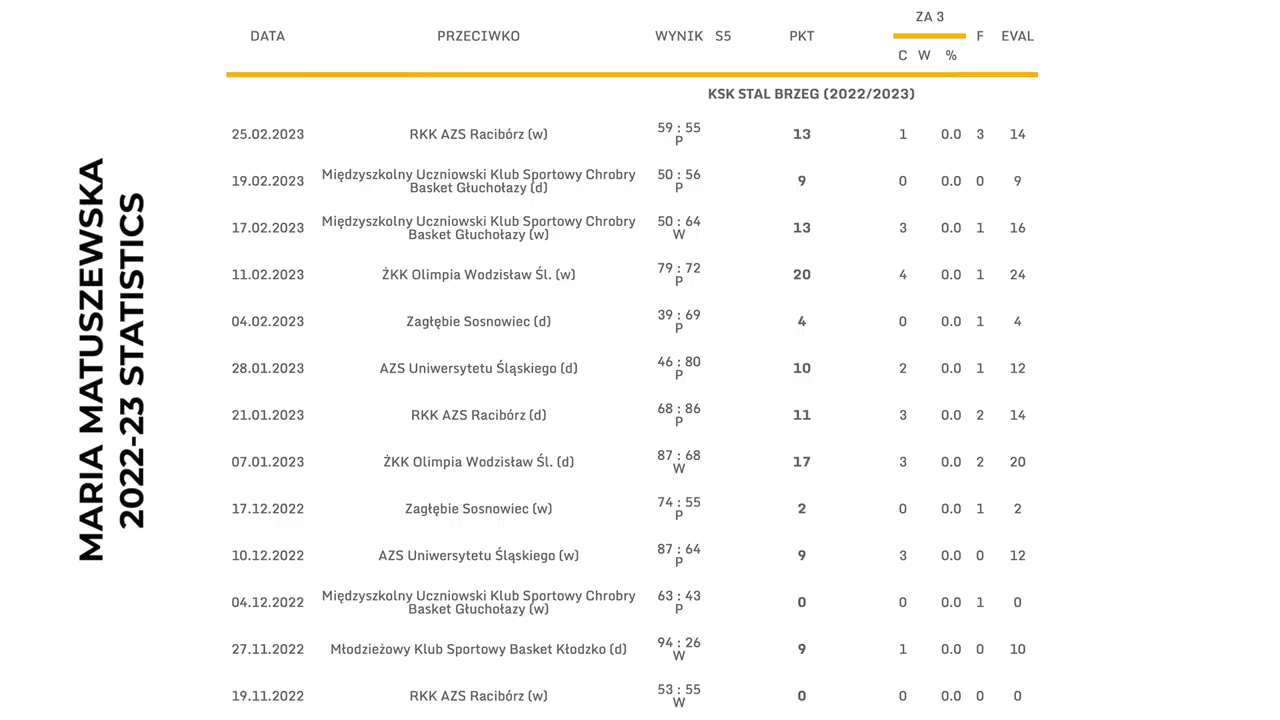 MARIA MATUSZEWSKA
2022-23 STATISTICS
DATA PRZECIWKO WYNIK S5 PKT ZA 3 F EVAL
C W %
KSK STAL BRZEG (2022/2023)
25.02.2023 RKK AZS Racibórz (w) 59 : 55 P 13 1 0.0 3 14
19.02.2023 Międzyszkolny Uczniowski Klub Sportowy Chrobry
Basket Głuchołazy (d) 50 : 56 P 9 0 0.0 0 9
17.02.2023 Międzyszkolny Uczniowski Klub Sportowy Chrobry
Basket Głuchołazy (w) 50 : 64 W 13 3 0.0 1 16
11.02.2023 ŻKK Olimpia Wodzisław Śl. (w) 79 : 72 P 20 4 0.0 1 24
04.02.2023 Zagłębie Sosnowiec (d) 39 : 69 P 4 0 0.0 1 4
28.01.2023 AZS Uniwersytetu Śląskiego (d) 46 : 80 P 10 2 0.0 1 12
21.01.2023 RKK AZS Racibórz (d) 68 : 86 P 11 3 0.0 2 14
07.01.2023 ŻKK Olimpia Wodzisław Śl. (d) 87 : 68 W 17 3 0.0 2 20
17.12.2022 Zagłębie Sosnowiec (w) 74 : 55 P 2 0 0.0 1 2
10.12.2022 AZS Uniwersytetu Śląskiego (w) 87 : 64 P 9 3 0.0 0 12
04.12.2022 Międzyszkolny Uczniowski Klub Sportowy Chrobry
Basket Głuchołazy (w) 63 : 43 P 0 0 0.0 1 0
27.11.2022 Młodzieżowy Klub Sportowy Basket Kłodzko (d) 94 : 26 W 9 1 0.0 0 10
19.11.2022 RKK AZS Racibórz (w) 53 : 55 W 0 0 0.0 0 0